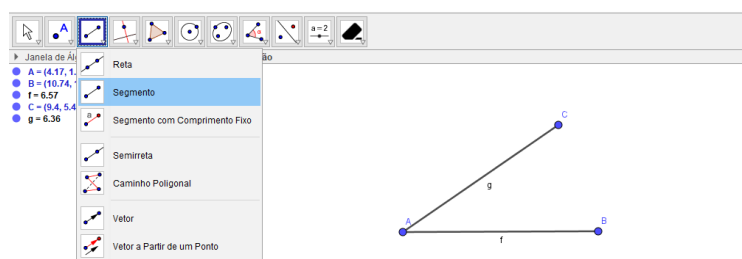 a = 2
Janela de Ál
ão
A = (4.17, 1.
B = (10.74, 
f = 6.57
C = (9.4, 5.4
g = 6.36
Reta
Segmento
a
Segmento com Comprimento Fixo
Semirreta
Caminho Poligonal
Vetor
Vetor a Partir de um Ponto
C
g
A
B
f